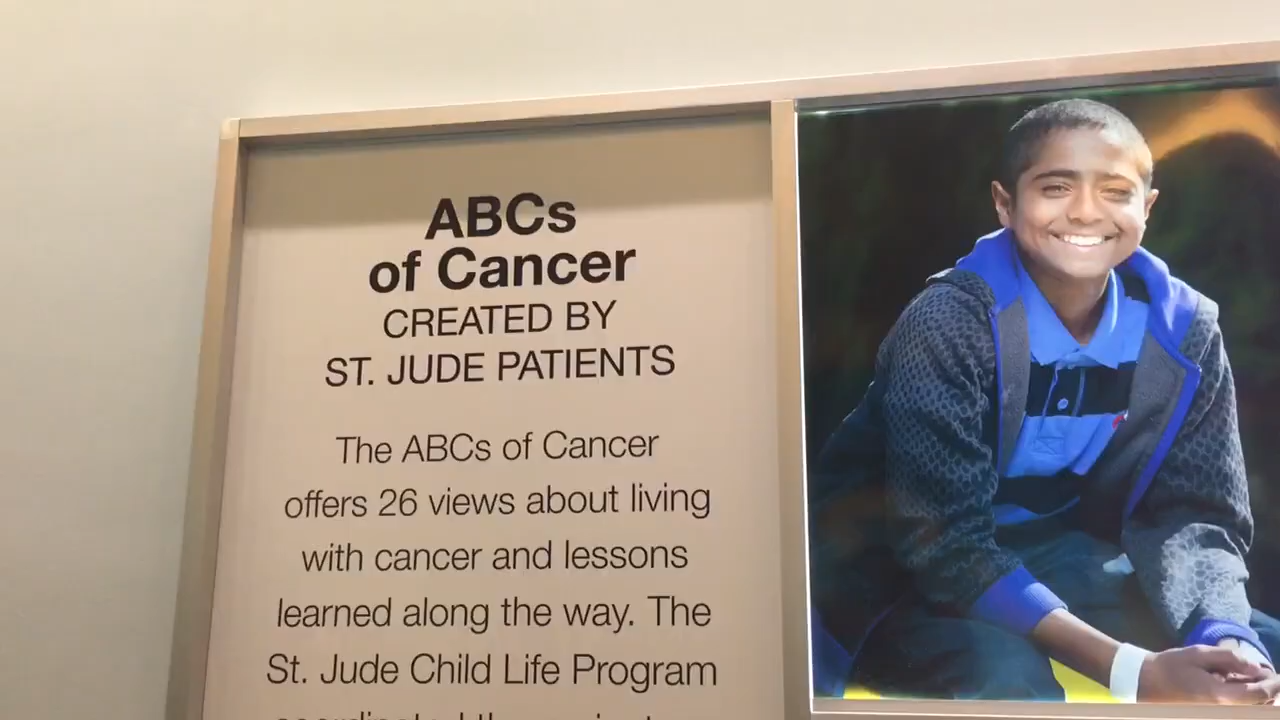 ABCs
of Cancer
CREATED BY
ST. JUDE PATIENTS
The ABCs of Cancer
offers 26 views about living
with cancer and lessons
learned along the way. The
St. Jude Child Life Program